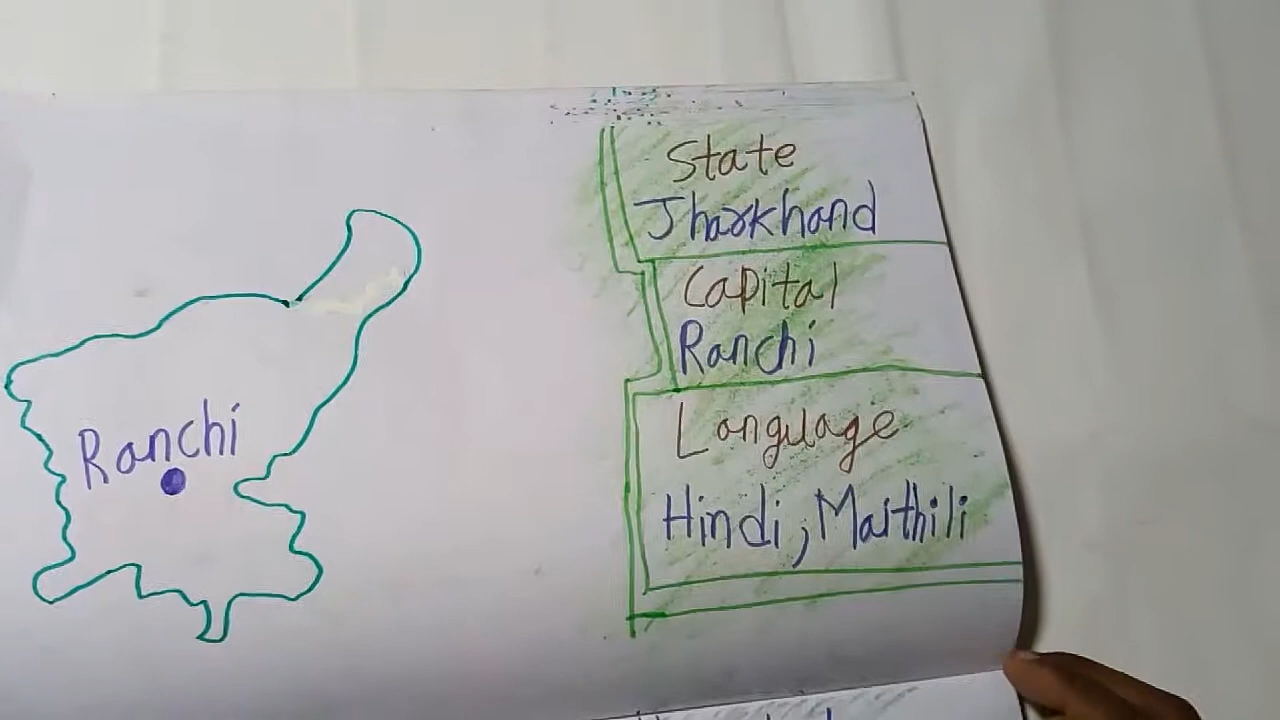 State
Jharkhand
Capital
Ranchi
Language
Hindi, Maithili
Ranchi